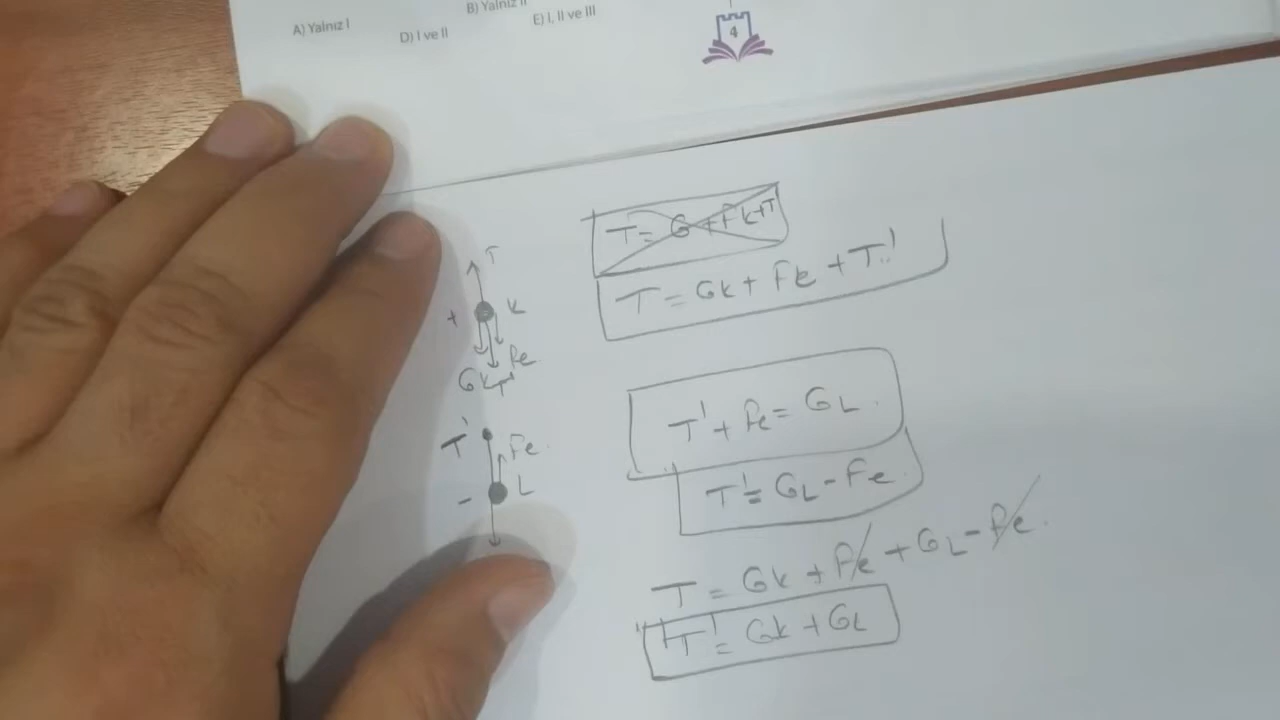 B) Yalnız II
A) Yalnız I
D) I ve II
E) I, II ve III
4
T = G + Fk+T
T = Gk + Fe + T'
T
+
K
Fe
Gk
T' + Fe = GL
T'
Fe
- L
T' = GL - Fe
T = Gk + Fe + GL - Fe
T' = Gk + GL